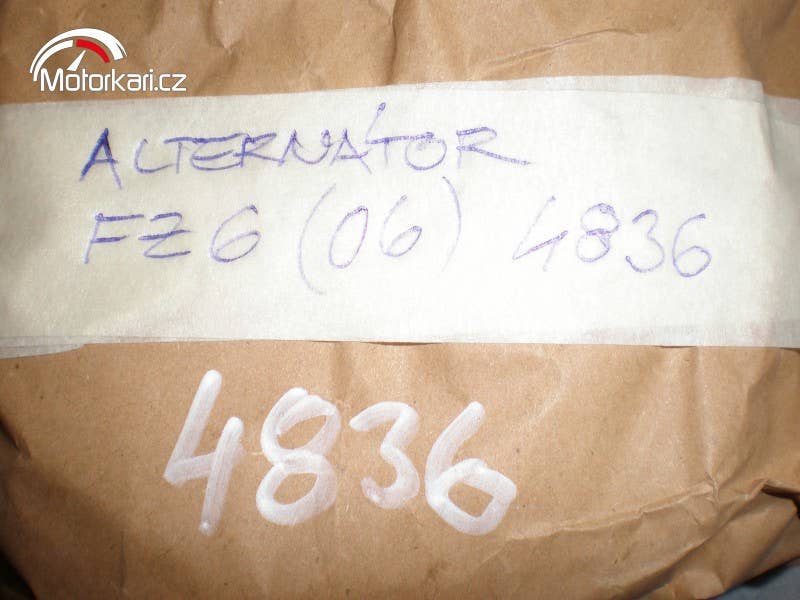 Motorkari.cz
ALTERNÁTOR
FZ6 (06) 4836
4836